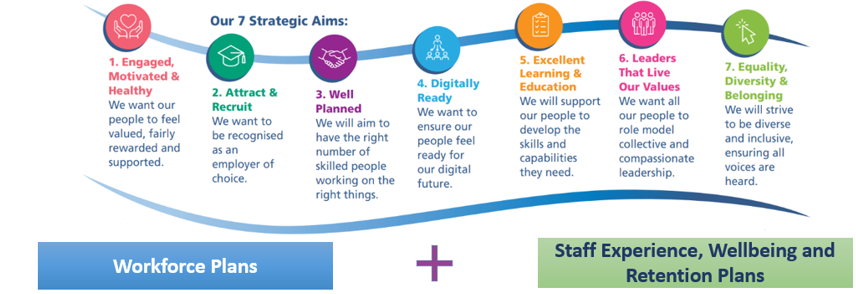 Our 7 Strategic Aims:
1. Engaged,
Motivated &
Healthy
We want our
people to feel
valued, fairly
rewarded and
supported.
2. Attract &
Recruit
We want to
be recognised
as an
employer of
choice.
3. Well
Planned
We will aim to
have the right
number of
skilled people
working on the
right things.
4. Digitally
Ready
We want to
ensure our
people feel
ready for
our digital
future.
5. Excellent
Learning &
Education
We will support
our people to
develop the
skills and
capabilities
they need.
6. Leaders
That Live
Our Values
We want all
our people to
role model
collective and
compassionate
leadership.
7. Equality,
Diversity &
Belonging
We will strive
to be diverse
and inclusive,
ensuring all
voices are
heard.
Workforce Plans
+
Staff Experience, Wellbeing and
Retention Plans